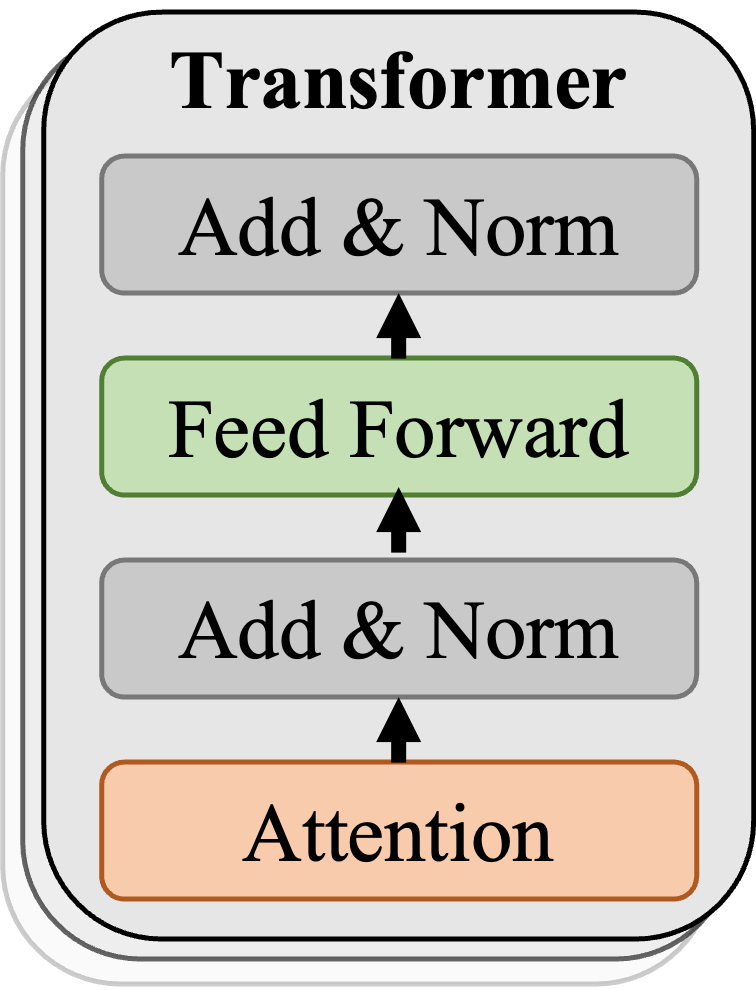 Transformer
Add & Norm
Feed Forward
Add & Norm
Attention